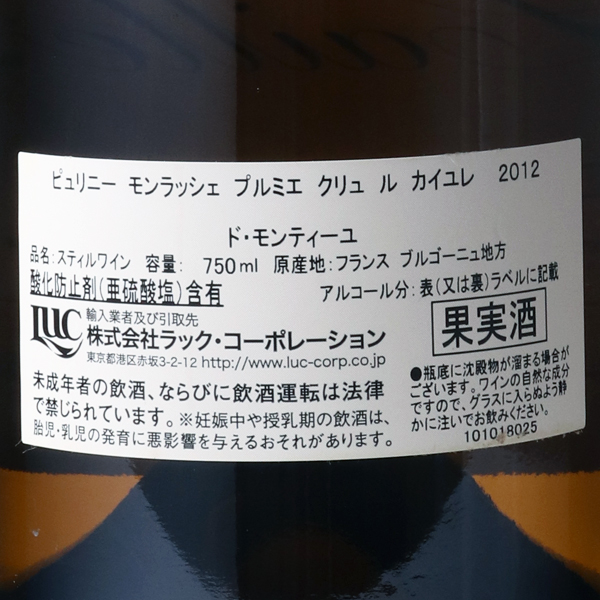 ピュリニー モンラッシェ プルミエ クリュ ル カイユレ 2012
ド・モンティーユ
品名:スティルワイン 容量: 750ml 原産地:フランス ブルゴーニュ地方
酸化防止剤(亜硫酸塩)含有 アルコール分:表(又は裏)ラベルに記載
LUC
輸入業者及び引取先
株式会社ラック・コーポレーション
東京都港区赤坂3-2-12 http://www.luc-corp.co.jp
果実酒
未成年者の飲酒、ならびに飲酒運転は法律
で禁じられています。※妊娠中や授乳期の飲酒は、
胎児・乳児の発育に悪影響を与えるおそれがあります。
●瓶底に沈殿物が溜まる場合が
ございます。ワインの自然な成分
ですので、グラスに入らぬよう静
かに注いでお飲みください。
101018025